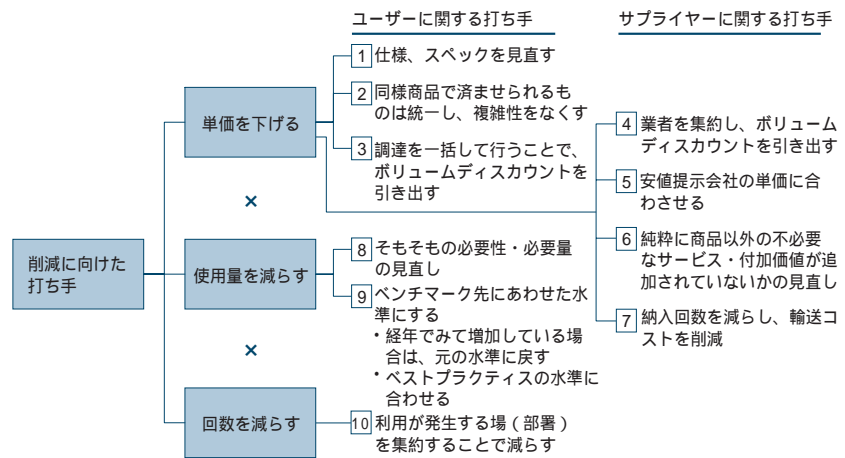 ユーザーに関する打ち手
サプライヤーに関する打ち手
削減に向けた
打ち手
単価を下げる
×
使用量を減らす
×
回数を減らす
1 仕様、スペックを見直す
2 同様商品で済ませられるも
のは統一し、複雑性をなくす
3 調達を一括して行うことで、
ボリュームディスカウントを
引き出す
4 業者を集約し、ボリューム
ディスカウントを引き出す
5 安値提示会社の単価に合
わさせる
6 純粋に商品以外の不必要
なサービス・付加価値が追
加されていないかの見直し
7 納入回数を減らし、輸送コ
ストを削減
8 そもそもの必要性・必要量
の見直し
9 ベンチマーク先にあわせた水
準にする
・経年でみて増加している場
合は、元の水準に戻す
・ベストプラクティスの水準に
合わせる
10 利用が発生する場(部署)
を集約することで減らす